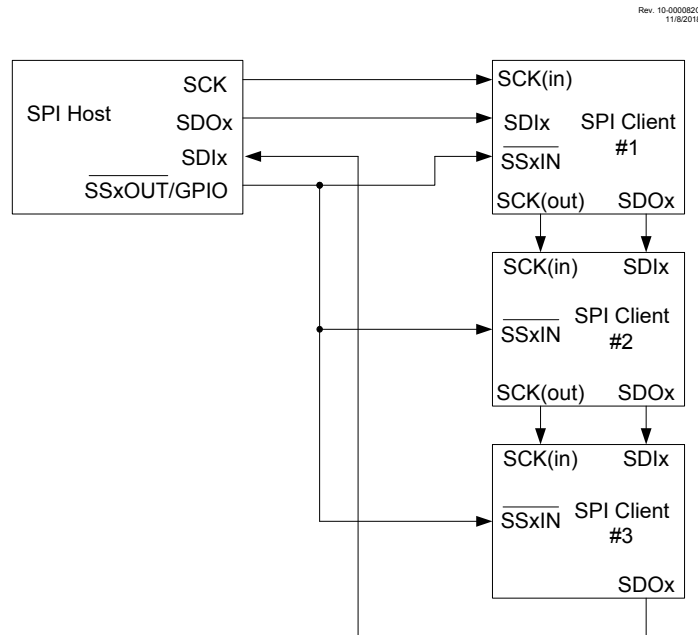 Rev. 10-000082C
11/8/2018
SPI Host
SCK
SDOx
SDIx
SSxOUT/GPIO
SCK(in)
SDIx
SSxIN
SPI Client
#1
SCK(out) SDOx
SCK(in) SDIx
SSxIN
SPI Client
#2
SCK(out) SDOx
SCK(in) SDIx
SSxIN
SPI Client
#3
SDOx